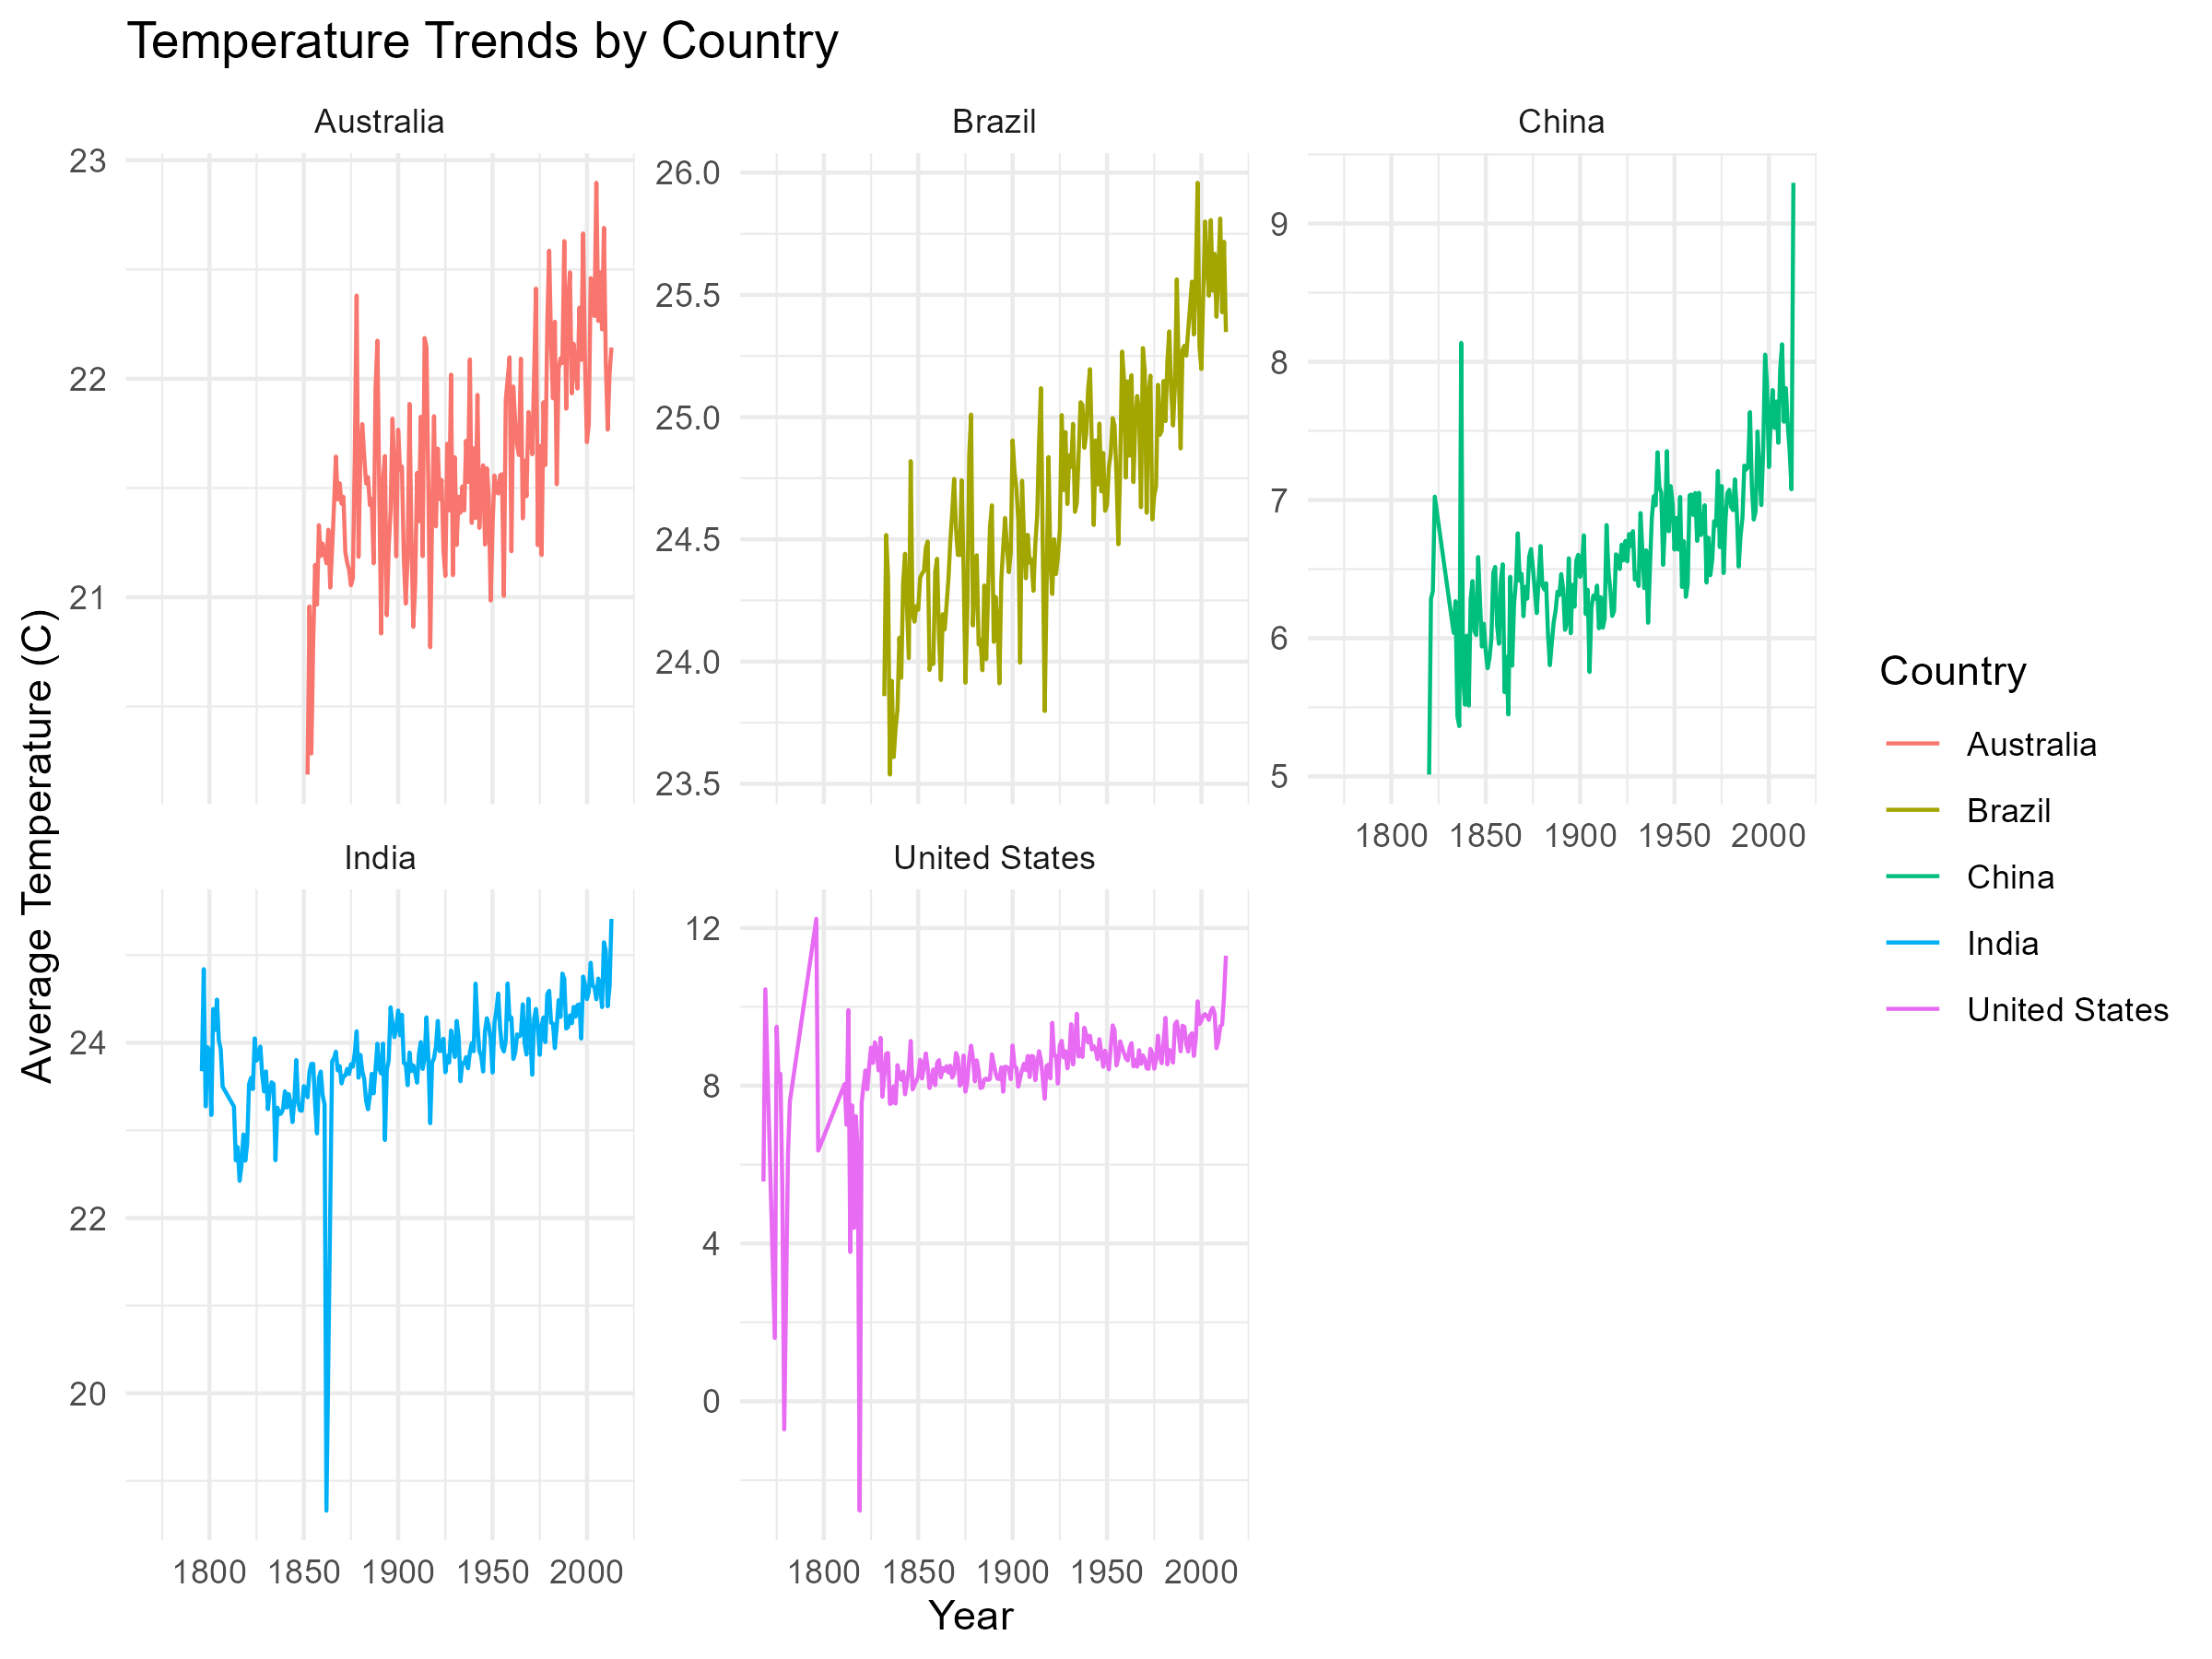 Temperature Trends by Country
Australia
Brazil
China
23
22
21
26.0
25.5
25.0
24.5
24.0
23.5
9
8
7
6
5
1800 1850 1900 1950 2000
India
United States
24
22
20
12
8
4
0
1800 1850 1900 1950 2000
1800 1850 1900 1950 2000
Year
Average Temperature (C)
Country
Australia
Brazil
China
India
United States